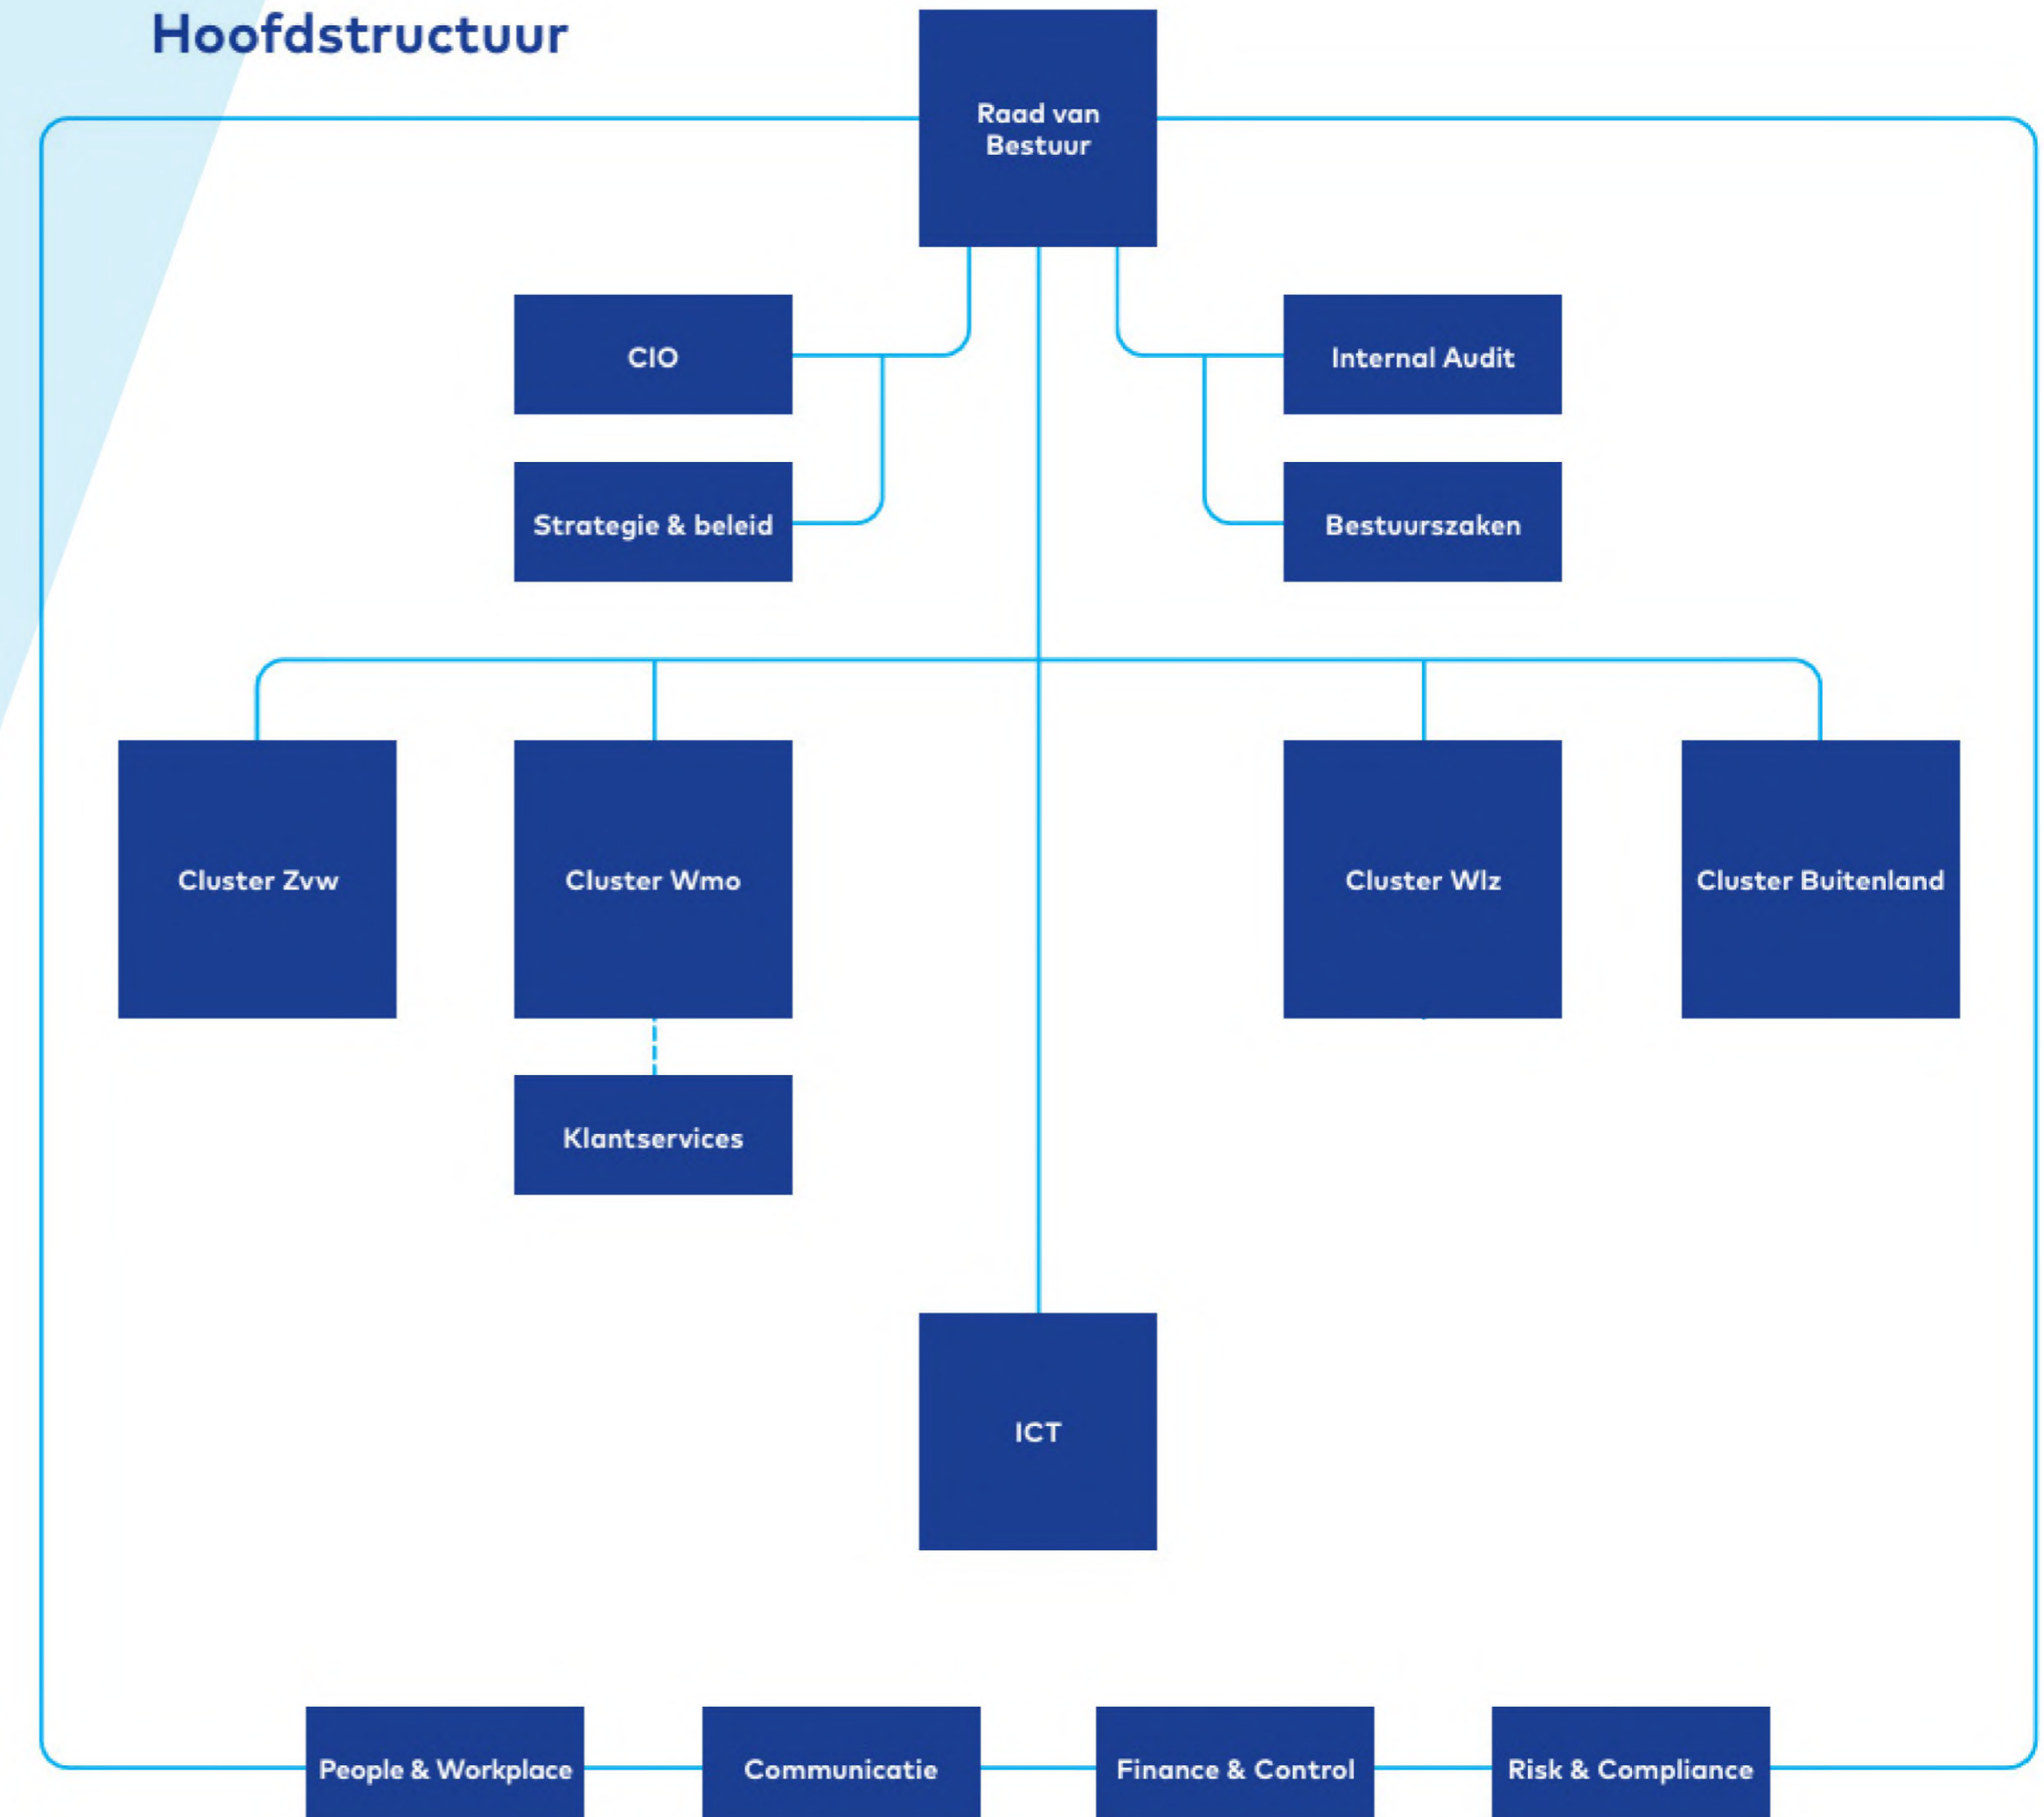 Hoofdstructuur
Raad van
Bestuur
CIO
Internal Audit
Strategie & beleid
Bestuurszaken
Cluster Zvw
Cluster Wmo
Cluster Wlz
Cluster Buitenland
Klantservices
ICT
People & Workplace
Communicatie
Finance & Control
Risk & Compliance